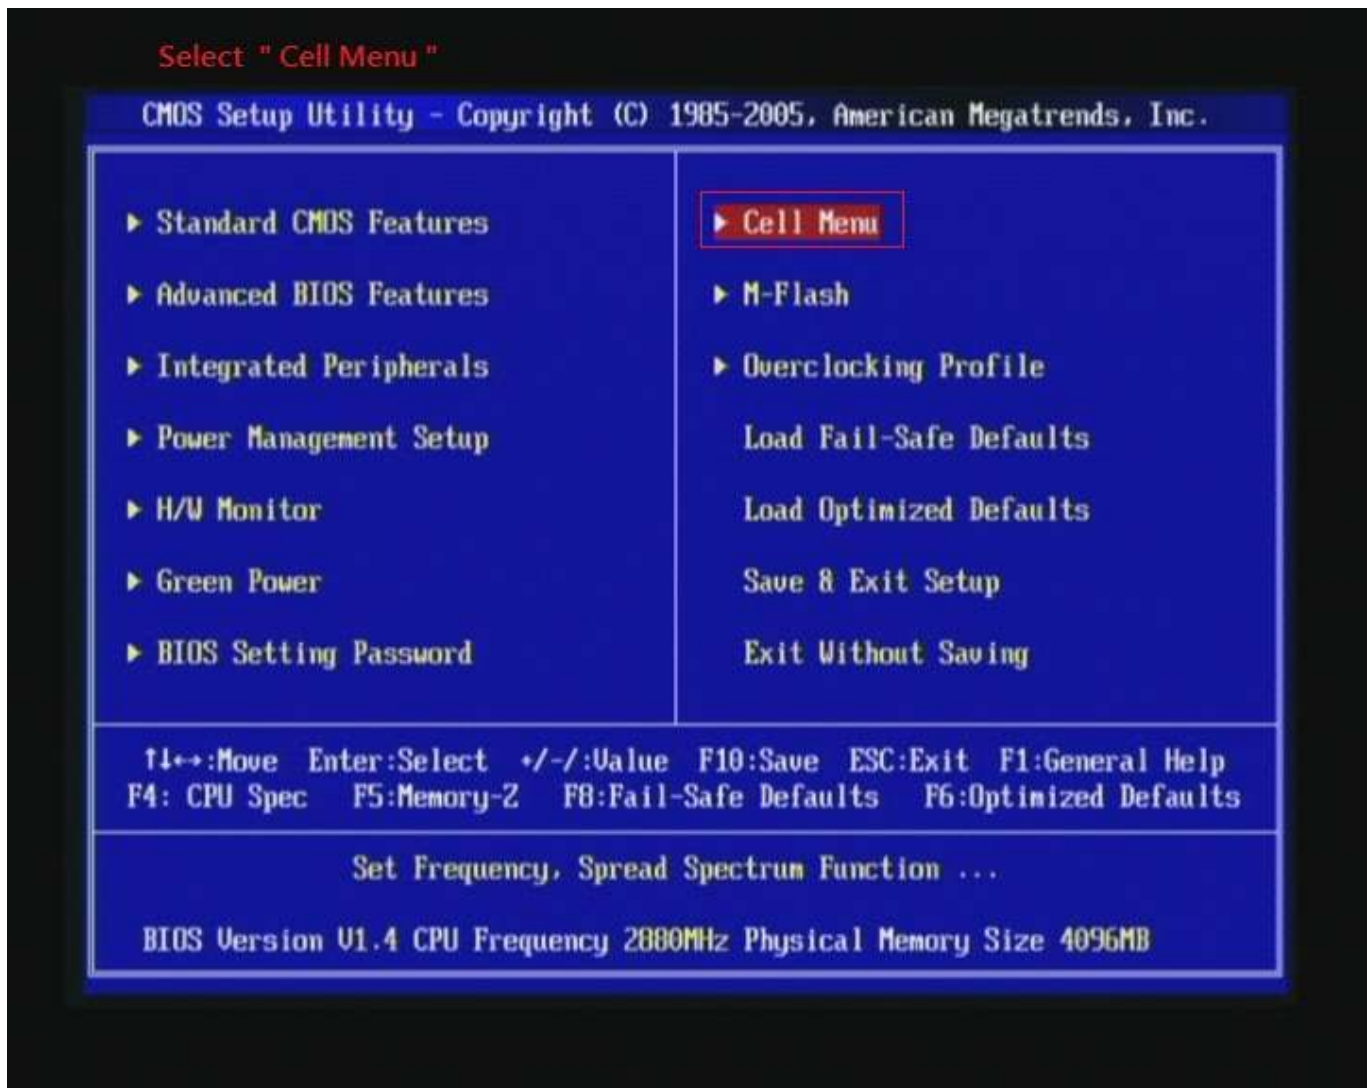 Select " Cell Menu "
CMOS Setup Utility - Copyright (C) 1985-2005, American Megatrends, Inc.
▶ Standard CMOS Features
▶ Advanced BIOS Features
▶ Integrated Peripherals
▶ Power Management Setup
▶ H/W Monitor
▶ Green Power
▶ BIOS Setting Password
▶ Cell Menu
▶ M-Flash
▶ Overclocking Profile
Load Fail-Safe Defaults
Load Optimized Defaults
Save & Exit Setup
Exit Without Saving
↑↓←→:Move Enter:Select +/-/:Value F10:Save ESC:Exit F1:General Help
F4: CPU Spec F5:Memory-Z F8:Fail-Safe Defaults F6:Optimized Defaults
Set Frequency, Spread Spectrum Function ...
BIOS Version V1.4 CPU Frequency 2880MHz Physical Memory Size 4096MB